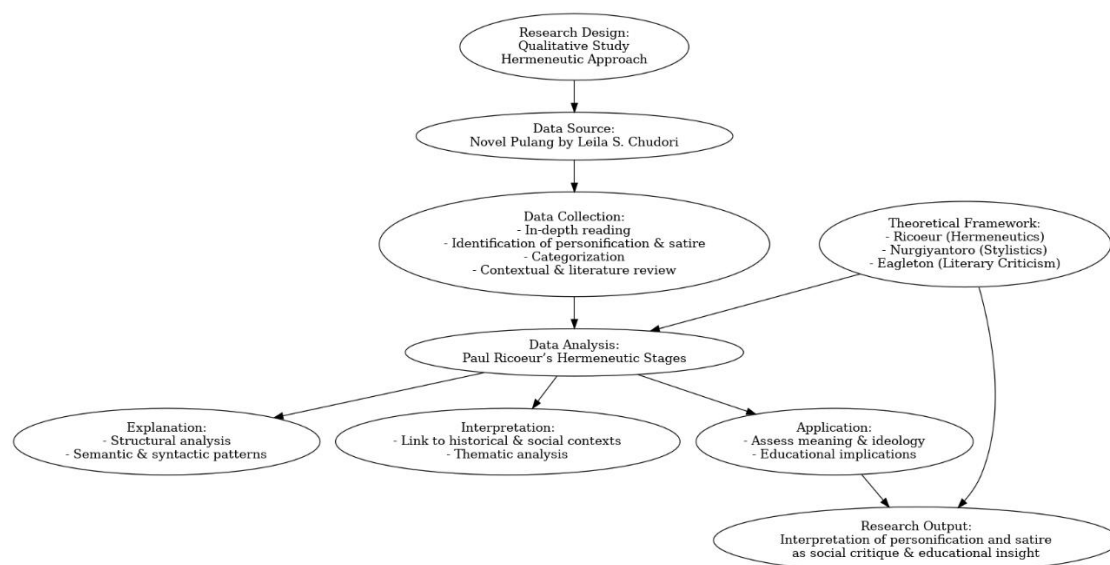 Research Design:
Qualitative Study
Hermeneutic Approach
Data Source:
Novel Pulang by Leila S. Chudori
Data Collection:
- In-depth reading
- Identification of personification & satire
- Categorization
- Contextual & literature review
Theoretical Framework:
- Ricoeur (Hermeneutics)
- Nurgiyantoro (Stylistics)
- Eagleton (Literary Criticism)
Data Analysis:
Paul Ricoeur’s Hermeneutic Stages
Explanation:
- Structural analysis
- Semantic & syntactic patterns
Interpretation:
- Link to historical & social contexts
- Thematic analysis
Application:
- Assess meaning & ideology
- Educational implications
Research Output:
Interpretation of personification and satire
as social critique & educational insight